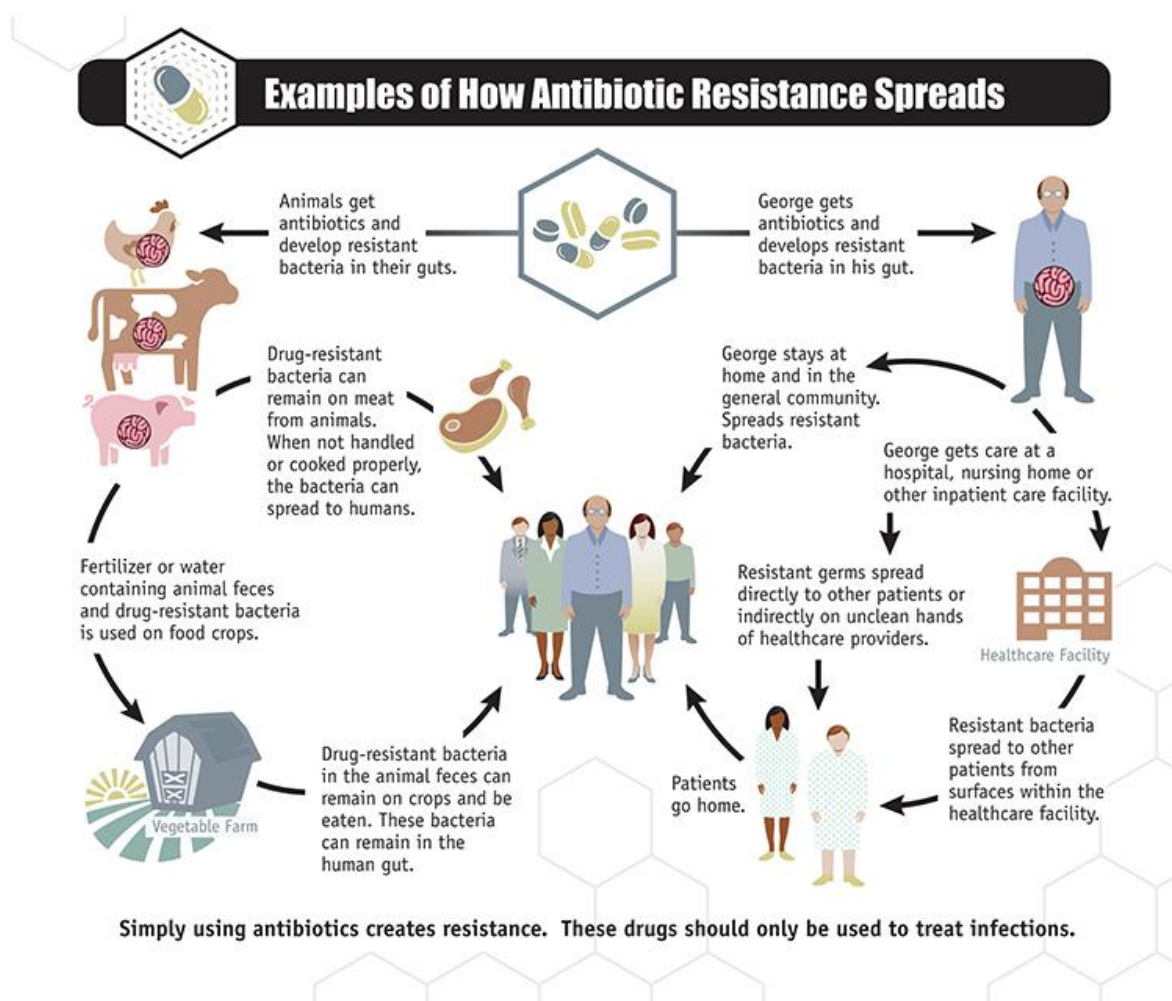 Examples of How Antibiotic Resistance Spreads
Animals get
antibiotics and
develop resistant
bacteria in their guts.
George gets
antibiotics and
develops resistant
bacteria in his gut.
Drug-resistant
bacteria can
remain on meat
from animals.
When not handled
or cooked properly,
the bacteria can
spread to humans.
George stays at
home and in the
general community.
Spreads resistant
bacteria.
George gets care at a
hospital, nursing home or
other inpatient care facility.
Fertilizer or water
containing animal feces
and drug-resistant bacteria
is used on food crops.
Resistant germs spread
directly to other patients or
indirectly on unclean hands
of healthcare providers.
Healthcare Facility
Vegetable Farm
Drug-resistant bacteria
in the animal feces can
remain on crops and be
eaten. These bacteria
can remain in the
human gut.
Patients
go home.
Resistant bacteria
spread to other
patients from
surfaces within the
healthcare facility.
Simply using antibiotics creates resistance. These drugs should only be used to treat infections.